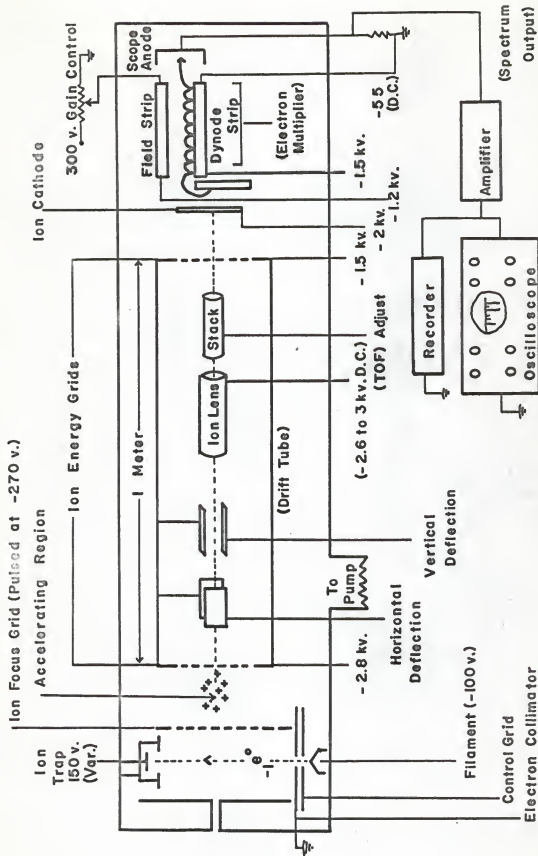 Ion Focus Grid (Pulsed at -270 v.)
Accelerating Region
Ion Energy Grids
1 Meter
Ion Cathode
300 v. Gain Control
Ion
Trap
150 v.
(Var.)
Scope
Anode
Field Strip
Dynode
Strip
(Electron
Multiplier)
-1e°
Ion Lens
Stack
(Drift Tube)
To
Pump
-2.8 kv.
Horizontal
Deflection
Vertical
Deflection
(-2.6 to 3 kv. D.C.)
(TOF) Adjust
-1.5 kv.
-2 kv.
-1.2 kv.
-1.5 kv.
-55
(D.C.)
Filament (-100 v.)
Control Grid
Electron Collimator
Recorder
Amplifier
Oscilloscope
(Spectrum
Output)